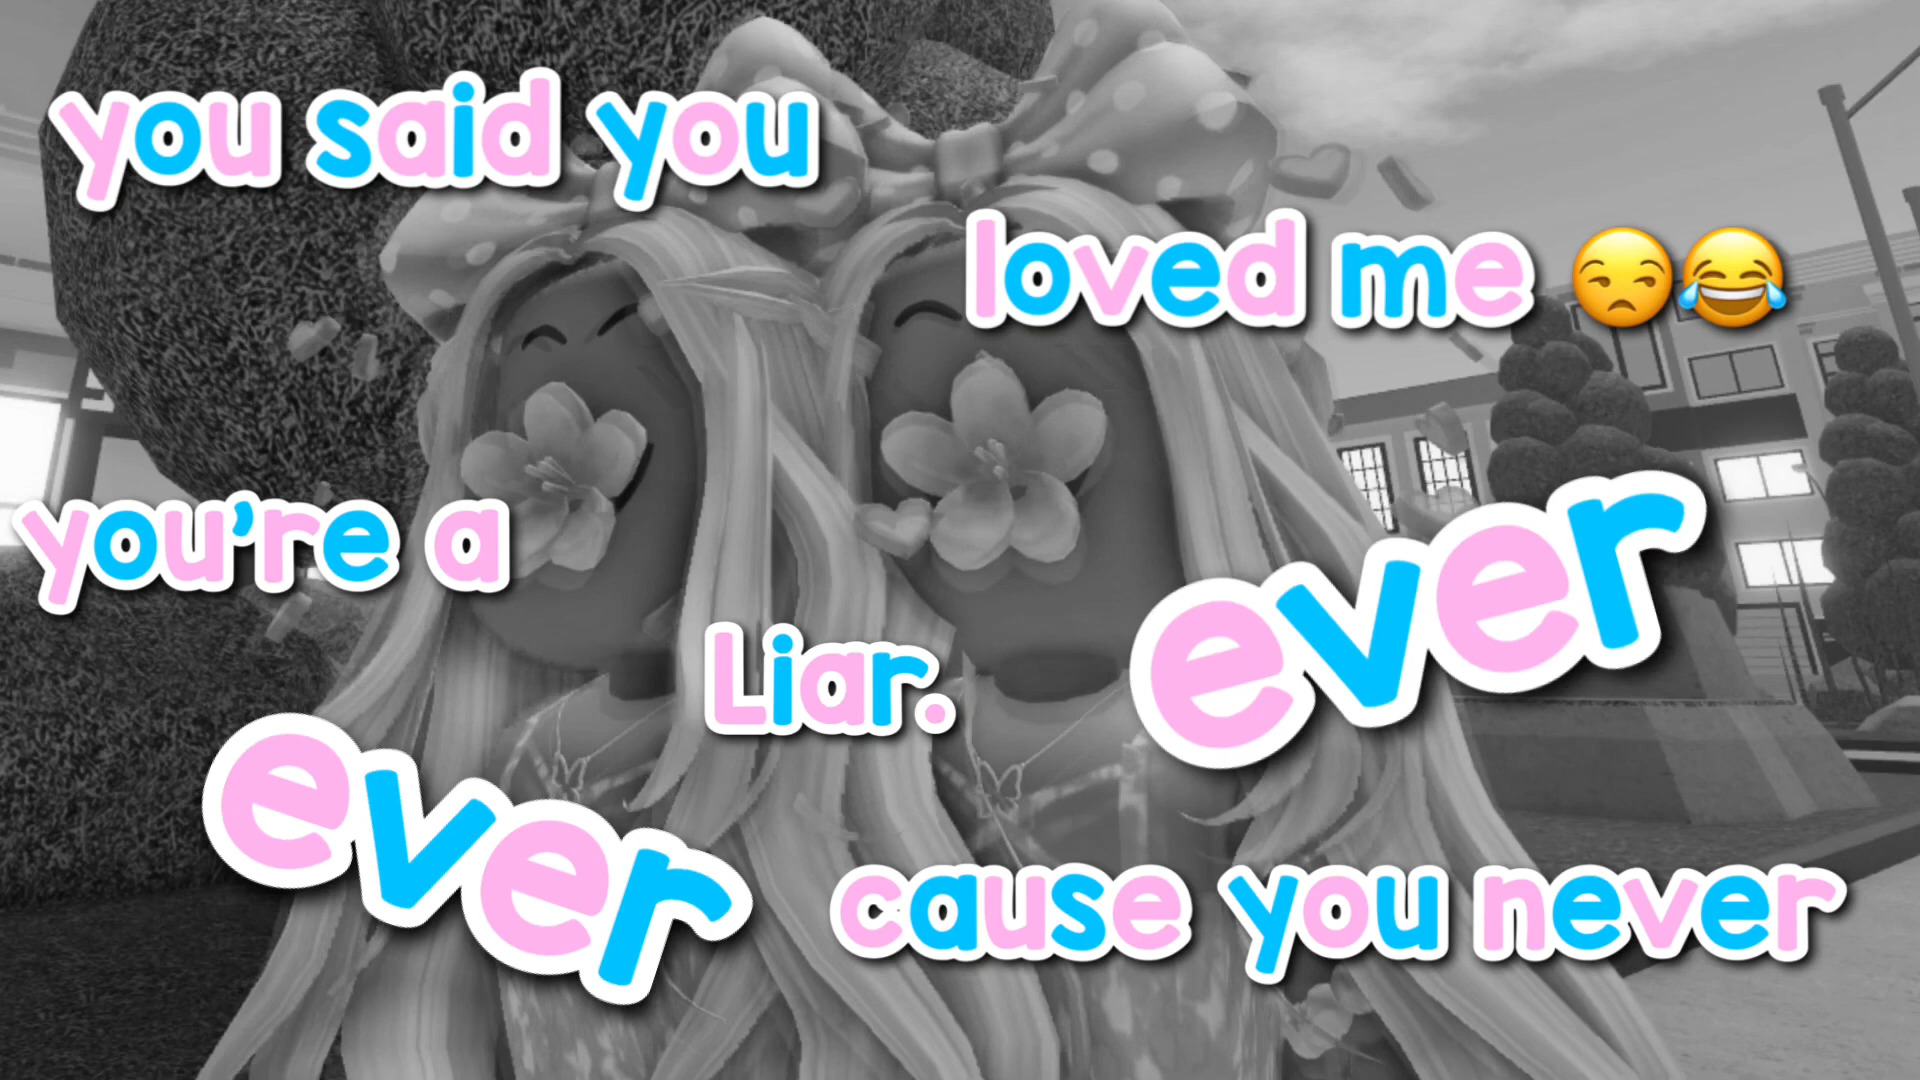 you said you
loved me 😒😂
you're a
Liar.
ever
ever
cause you never